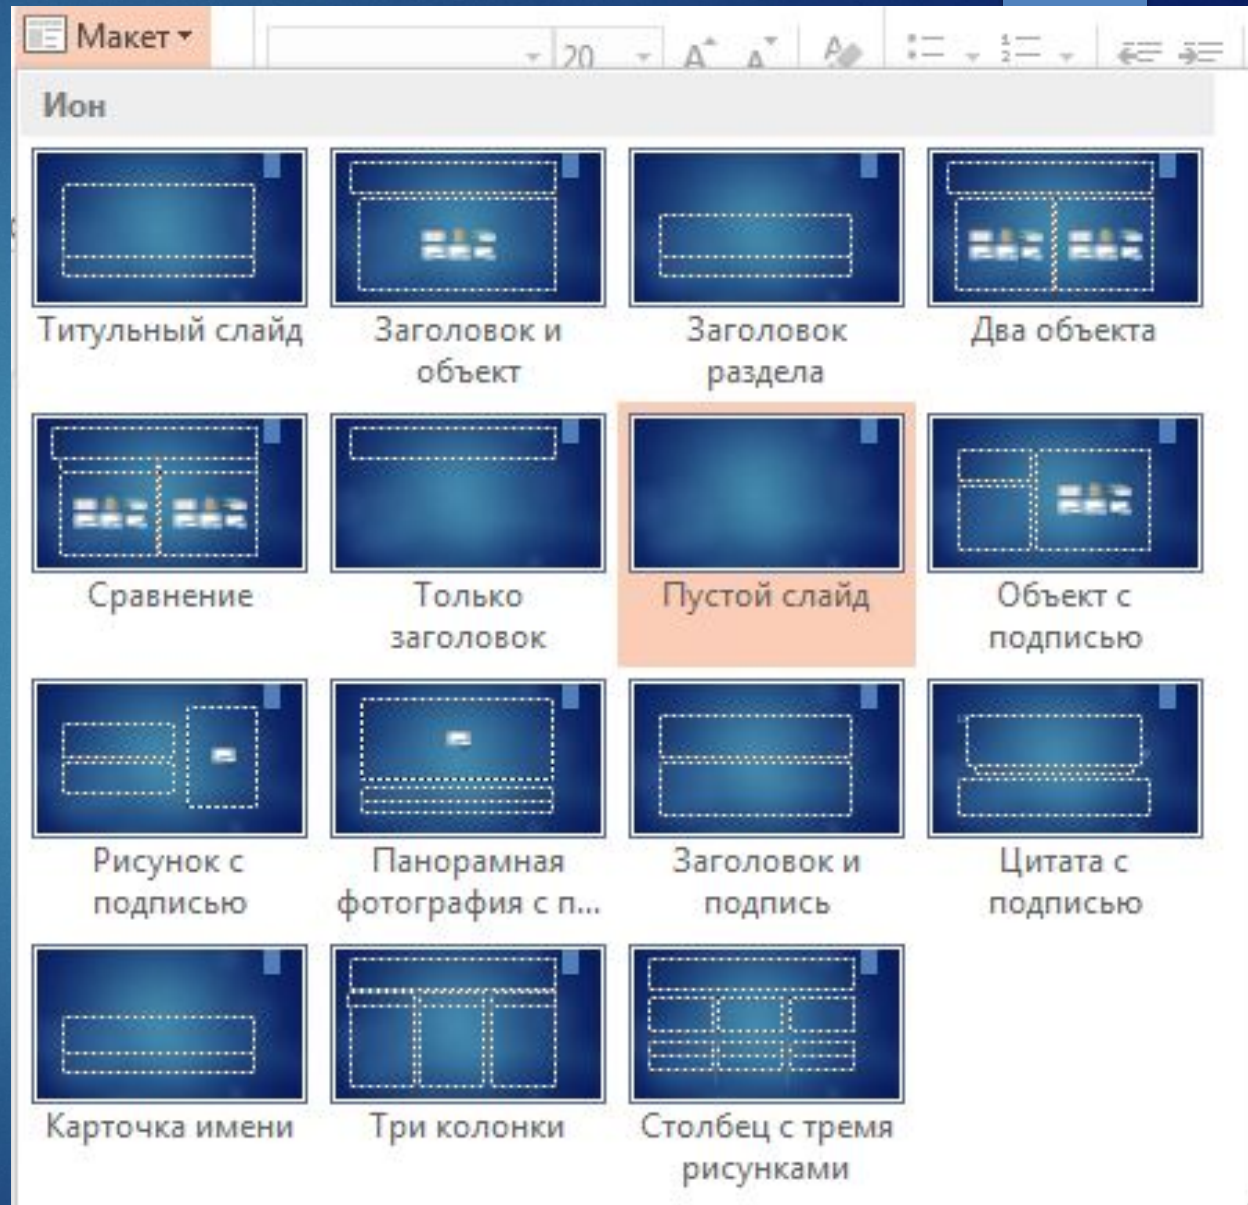 Макет
20
Ион
Титульный слайд
Заголовок и
объект
Заголовок
раздела
Два объекта
Сравнение
Только
заголовок
Пустой слайд
Объект с
подписью
Рисунок с
подписью
Панорамная
фотография с п...
Заголовок и
подпись
Цитата с
подписью
Карточка имени
Три колонки
Столбец с тремя
рисунками